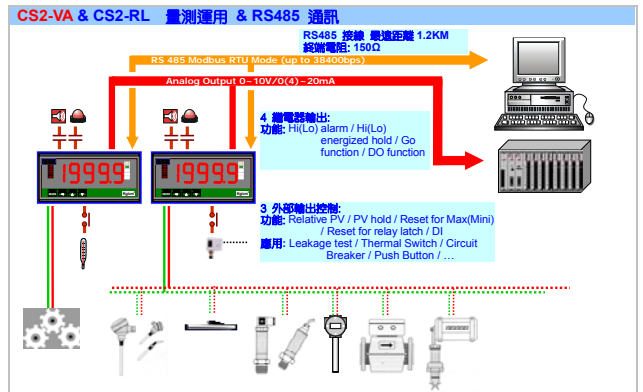 CS2-VA & CS2-RL 量測運用 & RS485 通訊
RS485 接線 最遠距離 1.2KM
終端電阻: 150Ω
RS 485 Modbus RTU Mode (up to 38400bps)
Analog Output 0~10V/0(4)~20mA
4 繼電器輸出:
功能: Hi(Lo) alarm / Hi(Lo)
energized hold / Go
function / DO function
19999
19999
3 外部輸出控制:
功能: Relative PV / PV hold / Reset for Max(Mini)
/ Reset for relay latch / DI
應用: Leakage test / Thermal Switch / Circuit
Breaker / Push Button / …